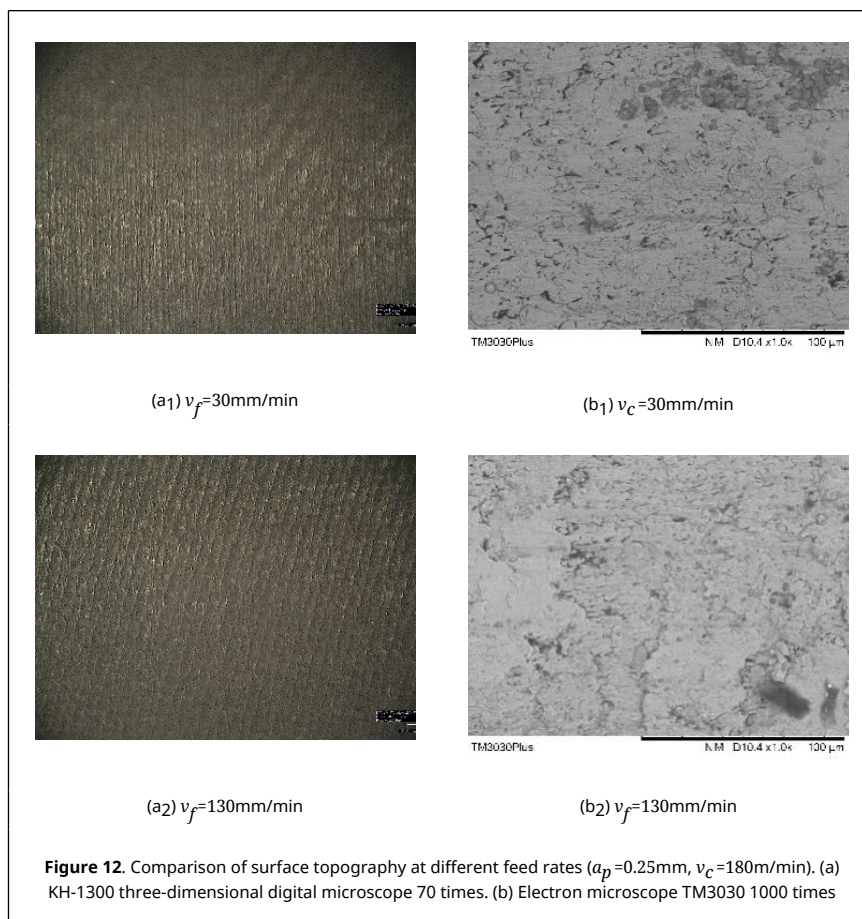 TM3030Plus NM D10.4 x1.0k 100 µm
(a1) vf=30mm/min
(b1) vc=30mm/min
TM3030Plus NM D10.4 x1.0k 100 µm
(a2) vf=130mm/min
(b2) vf=130mm/min
Figure 12. Comparison of surface topography at different feed rates (ap=0.25mm, vc=180m/min). (a)
KH-1300 three-dimensional digital microscope 70 times. (b) Electron microscope TM3030 1000 times